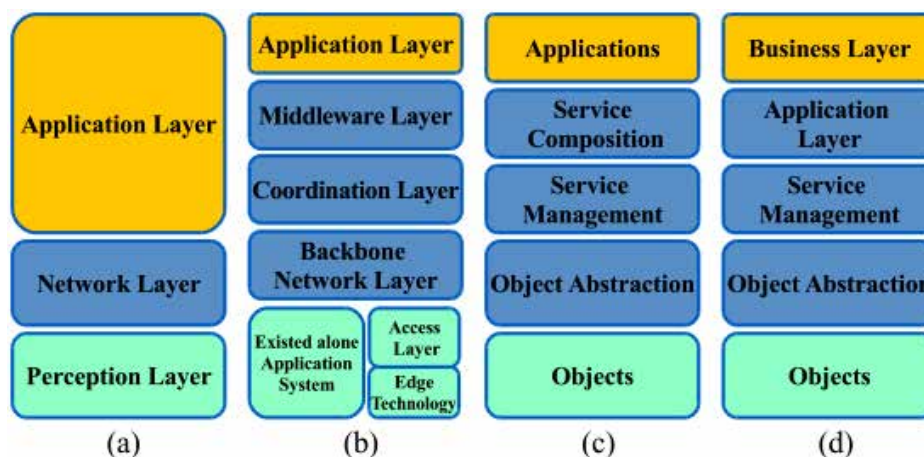 Application Layer
Network Layer
Perception Layer
(a)
Application Layer
Middleware Layer
Coordination Layer
Backbone
Network Layer
Existed alone
Application
System
Access
Layer
Edge
Technology
(b)
Applications
Service
Composition
Service
Management
Object Abstraction
Objects
(c)
Business Layer
Application
Layer
Service
Management
Object Abstraction
Objects
(d)